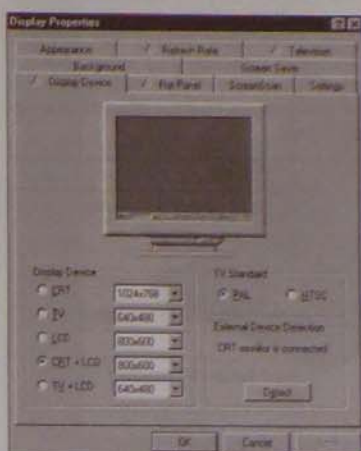 Display Properties
Appearance Refresh Rate Television
Background Screen Saver
Display Device Flat Panel ScreenScan Settings
Display Device
CRT 1024x768
TV 640x480
LCD 800x600
CRT + LCD 800x600
TV + LCD 640x480
TV Standard
PAL NTSC
External Device Detection
CRT monitor is connected
Detect
OK Cancel